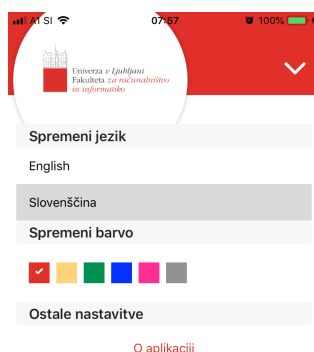 A1 SI 07:57 100%
Univerza v Ljubljani
Fakulteta za računalništvo
in informatiko
Spremeni jezik
English
Slovenščina
Spremeni barvo
Ostale nastavitve
O aplikaciji